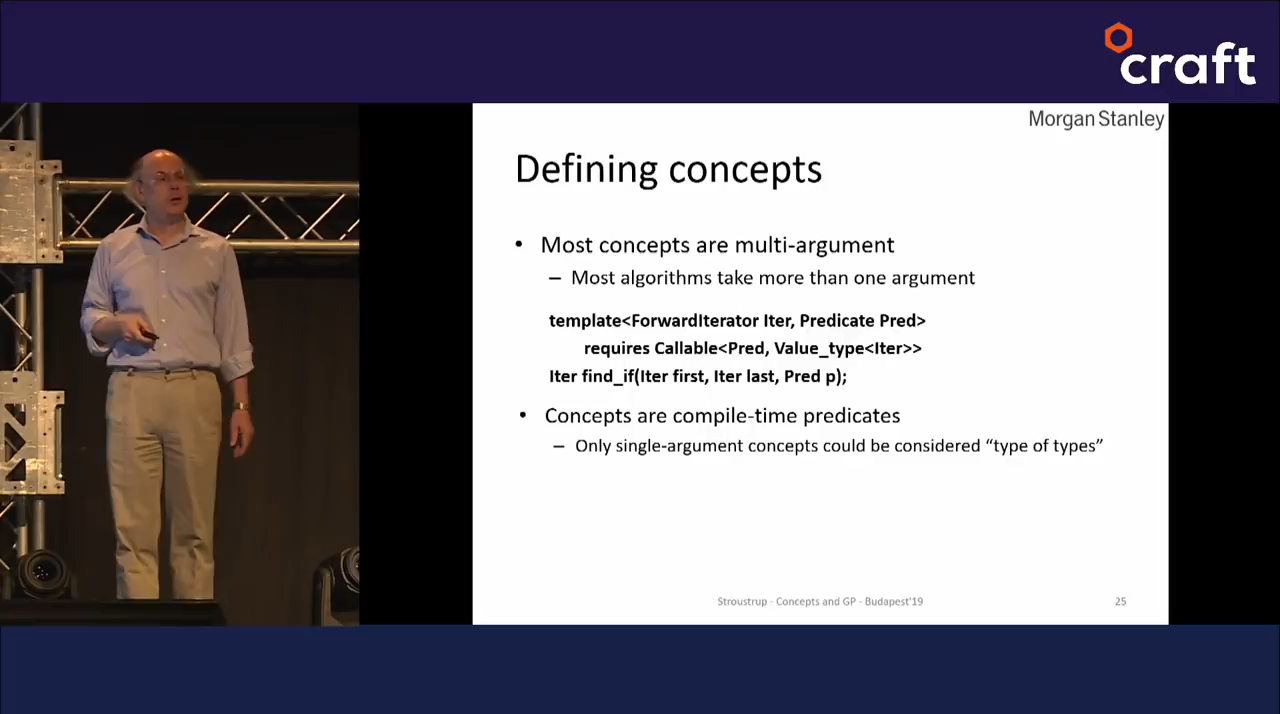 craft
Morgan Stanley
Defining concepts
• Most concepts are multi-argument
– Most algorithms take more than one argument
template<ForwardIterator Iter, Predicate Pred>
requires Callable<Pred, Value_type<Iter>>
Iter find_if(Iter first, Iter last, Pred p);
• Concepts are compile-time predicates
– Only single-argument concepts could be considered “type of types”
Stroustrup - Concepts and GP - Budapest'19
25